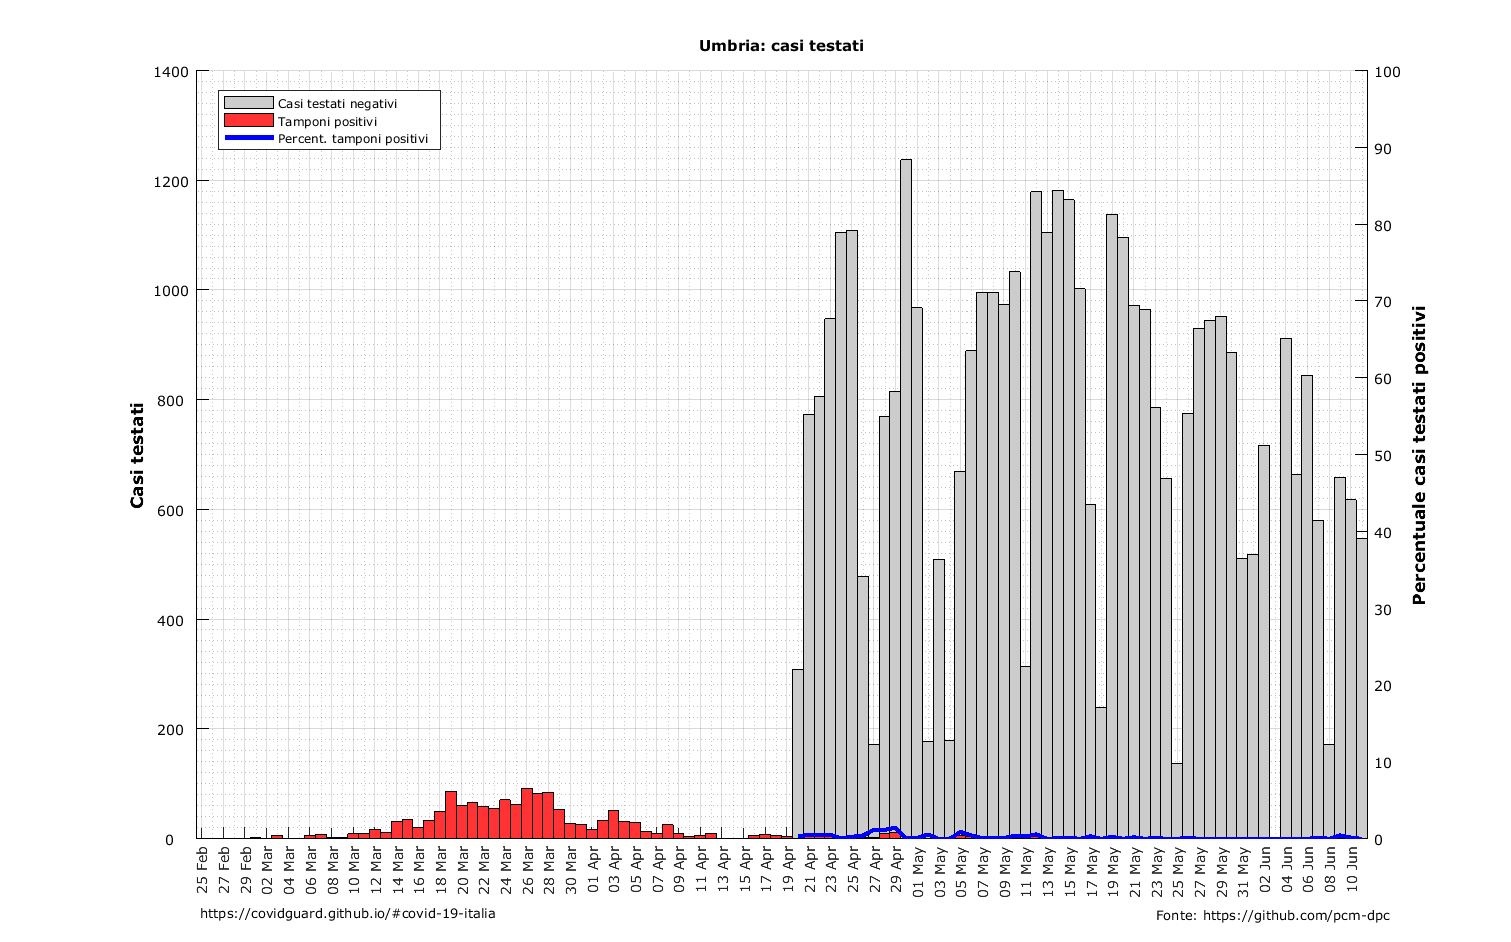 Umbria: casi testati
1400
1200
1000
800
600
400
200
0
Casi testati
Casi testati negativi
Tamponi positivi
Percent. tamponi positivi
100
90
80
70
60
50
40
30
20
10
0
Percentuale casi testati positivi
25 Feb
27 Feb
29 Feb
02 Mar
04 Mar
06 Mar
08 Mar
10 Mar
12 Mar
14 Mar
16 Mar
18 Mar
20 Mar
22 Mar
24 Mar
26 Mar
28 Mar
30 Mar
01 Apr
03 Apr
05 Apr
07 Apr
09 Apr
11 Apr
13 Apr
15 Apr
17 Apr
19 Apr
21 Apr
23 Apr
25 Apr
27 Apr
29 Apr
01 May
03 May
05 May
07 May
09 May
11 May
13 May
15 May
17 May
19 May
21 May
23 May
25 May
27 May
29 May
31 May
02 Jun
04 Jun
06 Jun
08 Jun
10 Jun
https://covidguard.github.io/#covid-19-italia
Fonte: https://github.com/pcm-dpc